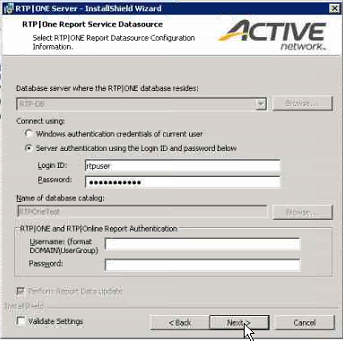 RTP|ONE Server - InstallShield Wizard
RTP|One Report Service Datasource
Select RTP|ONE Report Datasource Configuration
Information.
ACTIVE
network.
Database server where the RTP|ONE database resides:
RTP-DB
Browse...
Connect using:
Windows authentication credentials of current user
Server authentication using the Login ID and password below
Login ID:
rtpuser
Password:
Name of database catalog:
RTPOneTest
Browse...
RTP|ONE and RTP|Online Report Authentication
Username: (format
DOMAIN\UserGroup)
Password:
Perform Report Data Update
InstallShield
Validate Settings
< Back
Next >
Cancel